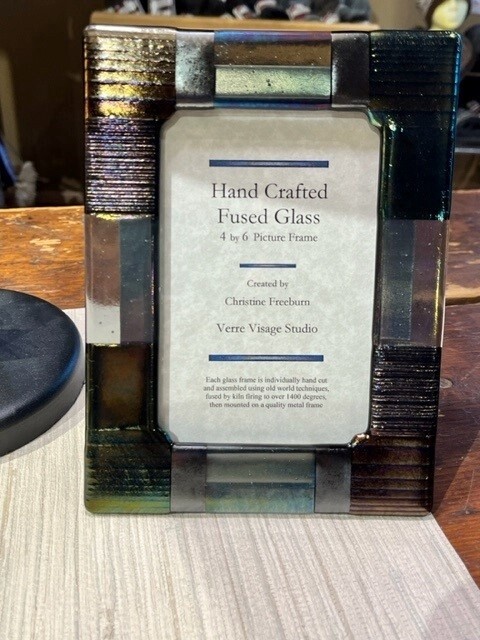 Hand Crafted
Fused Glass
4 by 6 Picture Frame
Created by
Christine Freeburn
Verre Visage Studio
Each glass frame is individually hand cut
and assembled using old world techniques,
fused by kiln firing to over 1400 degrees,
then mounted on a quality metal frame